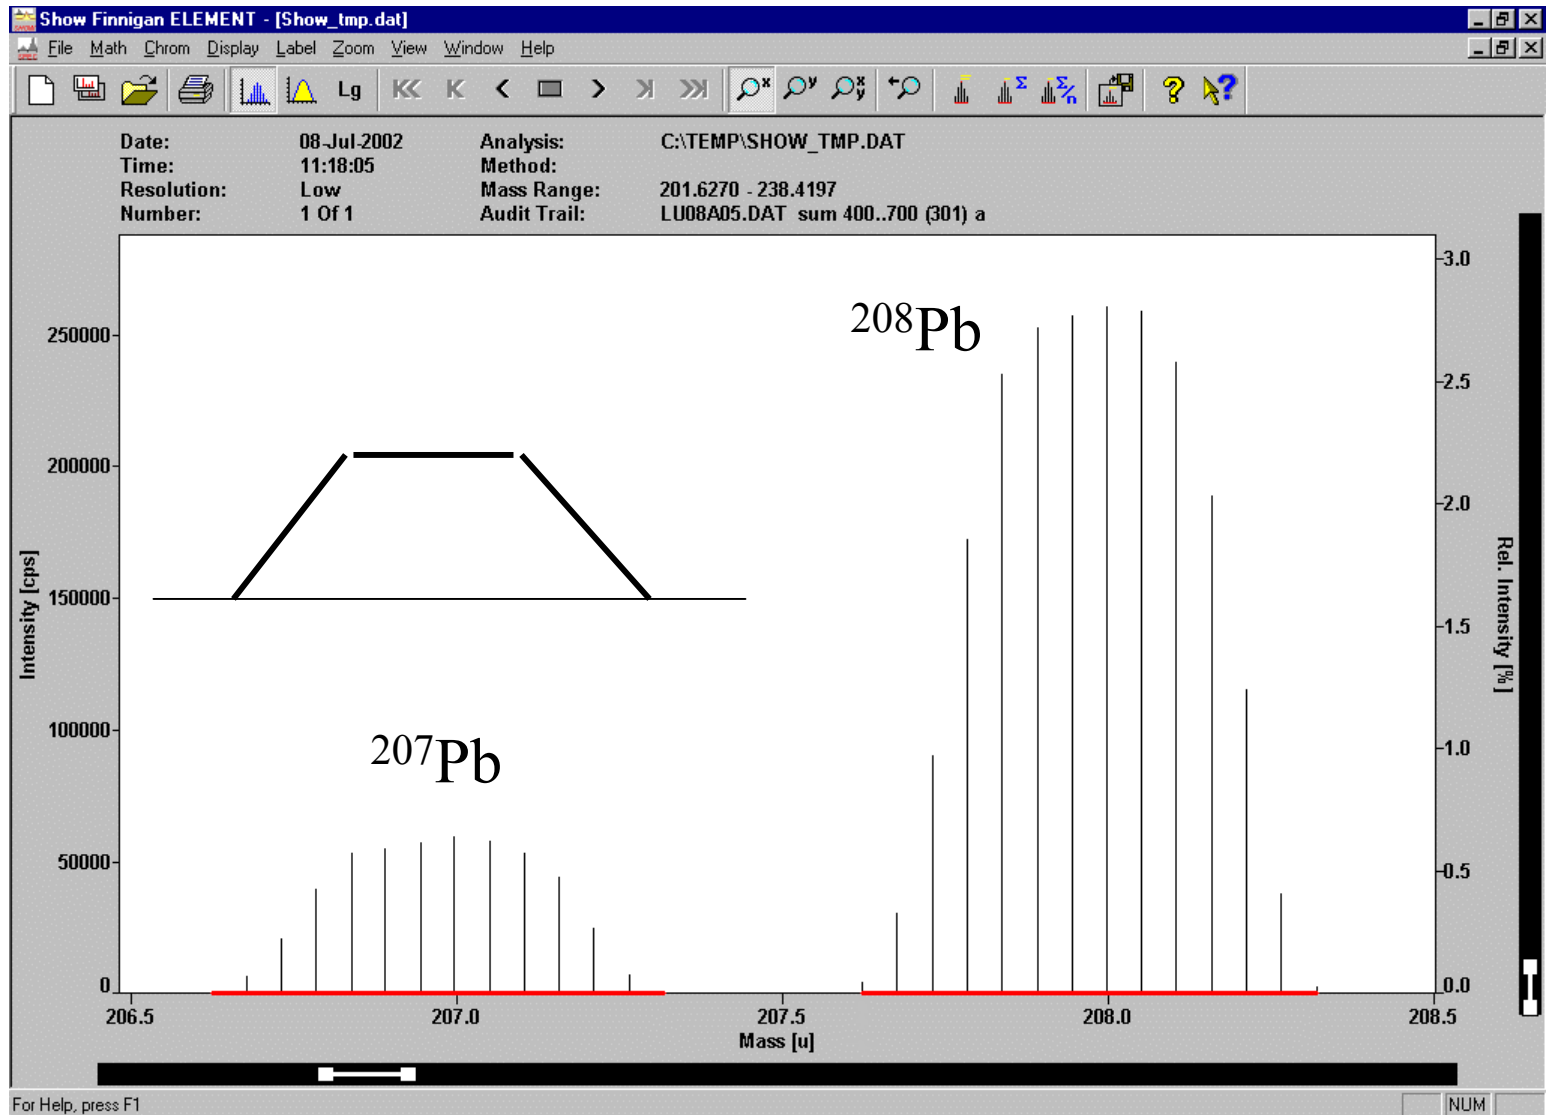 Show Finnigan ELEMENT - [Show_tmp.dat]
File Math Chrom Display Label Zoom View Window Help
Lg
Date: 08-Jul-2002 Analysis: C:\TEMP\SHOW_TMP.DAT
Time: 11:18:05 Method:
Resolution: Low Mass Range: 201.6270 - 238.4197
Number: 1 Of 1 Audit Trail: LU08A05.DAT sum 400..700 (301) a
250000
200000
150000
100000
50000
0
Intensity [cps]
²⁰⁷Pb
²⁰⁸Pb
3.0
2.5
2.0
1.5
1.0
0.5
0.0
Rel. Intensity [%]
206.5 207.0 207.5 208.0 208.5
Mass [u]
For Help, press F1 NUM